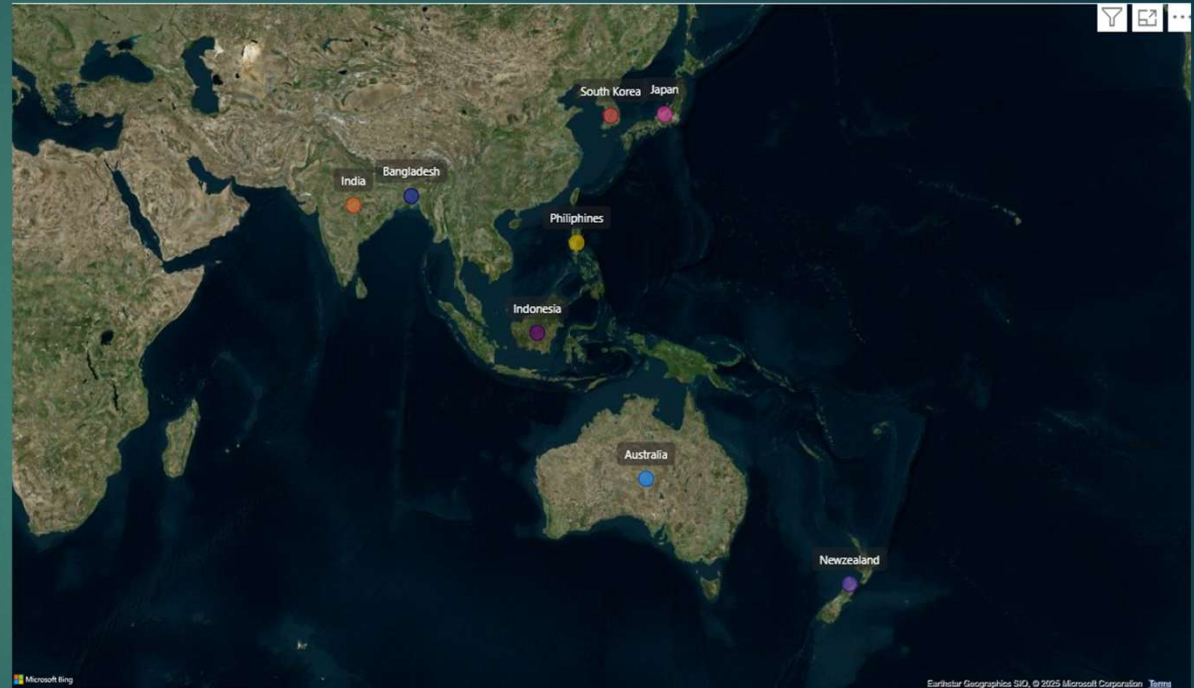 South Korea
Japan
India
Bangladesh
Philiphines
Indonesia
Australia
Newzealand
Microsoft Bing
Earthstar Geographics SIO, © 2025 Microsoft Corporation Terms